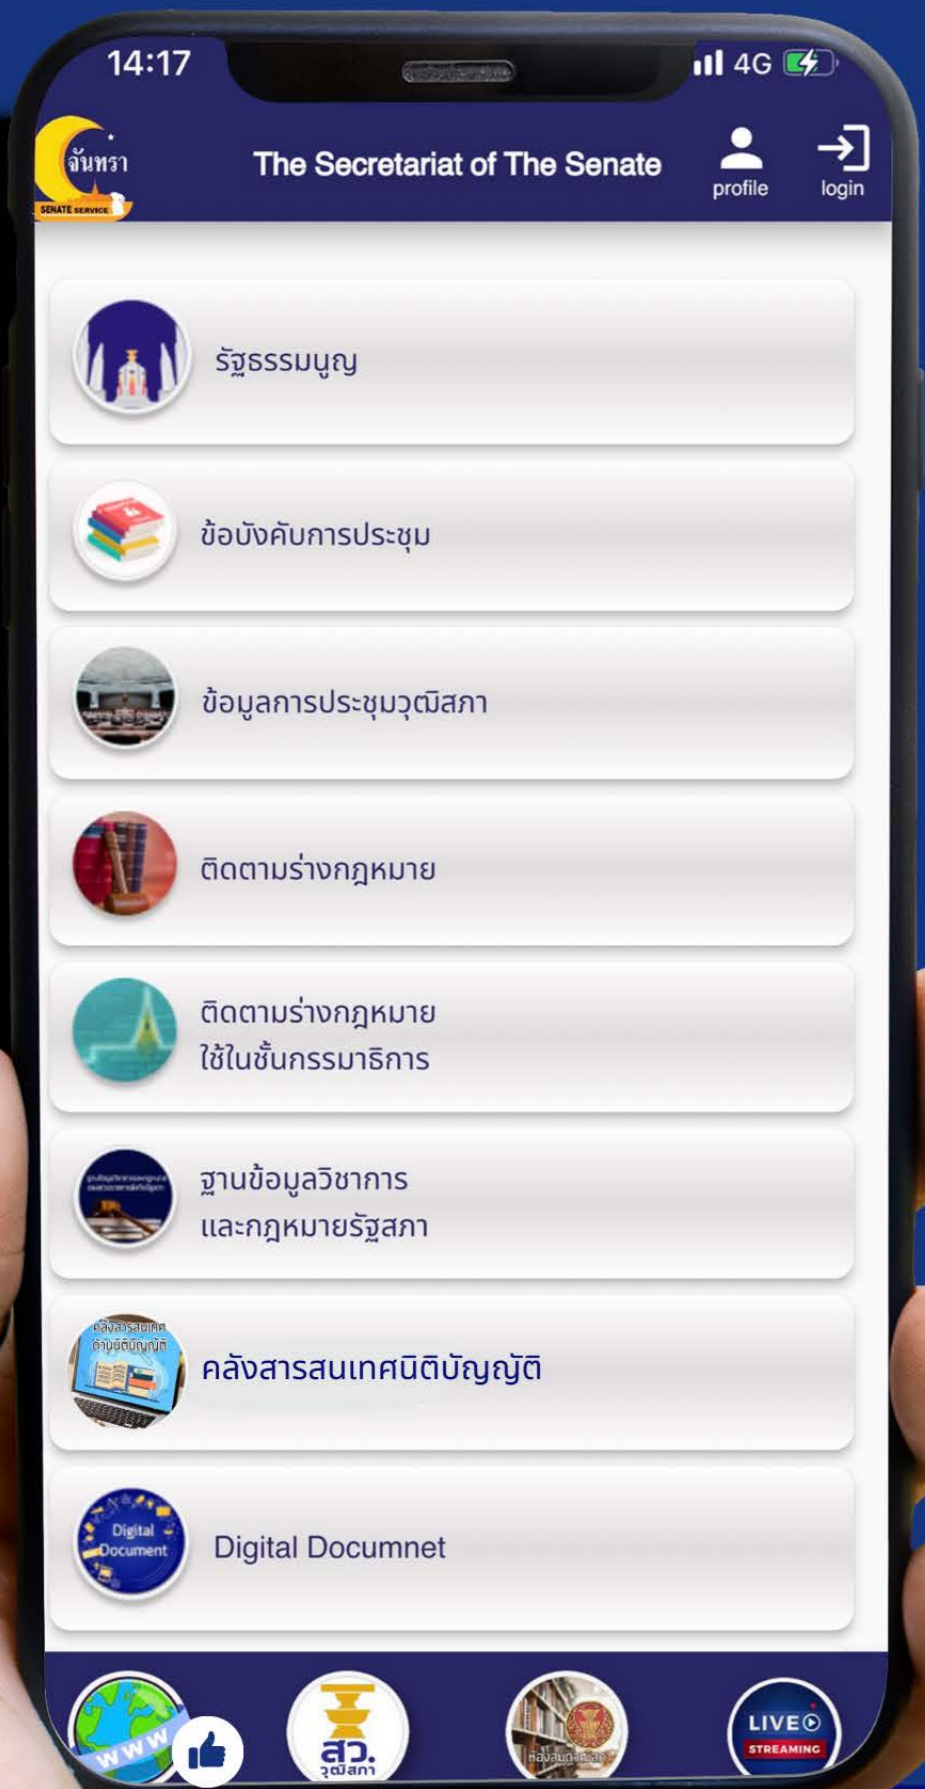 14:17
4G
จันทรา
SENATE SERVICE
The Secretariat of The Senate
profile
login
รัฐธรรมนูญ
ข้อบังคับการประชุม
ข้อมูลการประชุมวุฒิสภา
ติดตามร่างกฎหมาย
ติดตามร่างกฎหมาย
ใช้ในชั้นกรรมาธิการ
ฐานข้อมูลวิชาการ
และกฎหมายรัฐสภา
คลังสารสนเทศ
ด้านนิติบัญญัติ
คลังสารสนเทศนิติบัญญัติ
Digital
Document
Digital Documnet
WWW
สว.
วุฒิสภา
ห้องสมุดรัฐสภา
LIVE
STREAMING